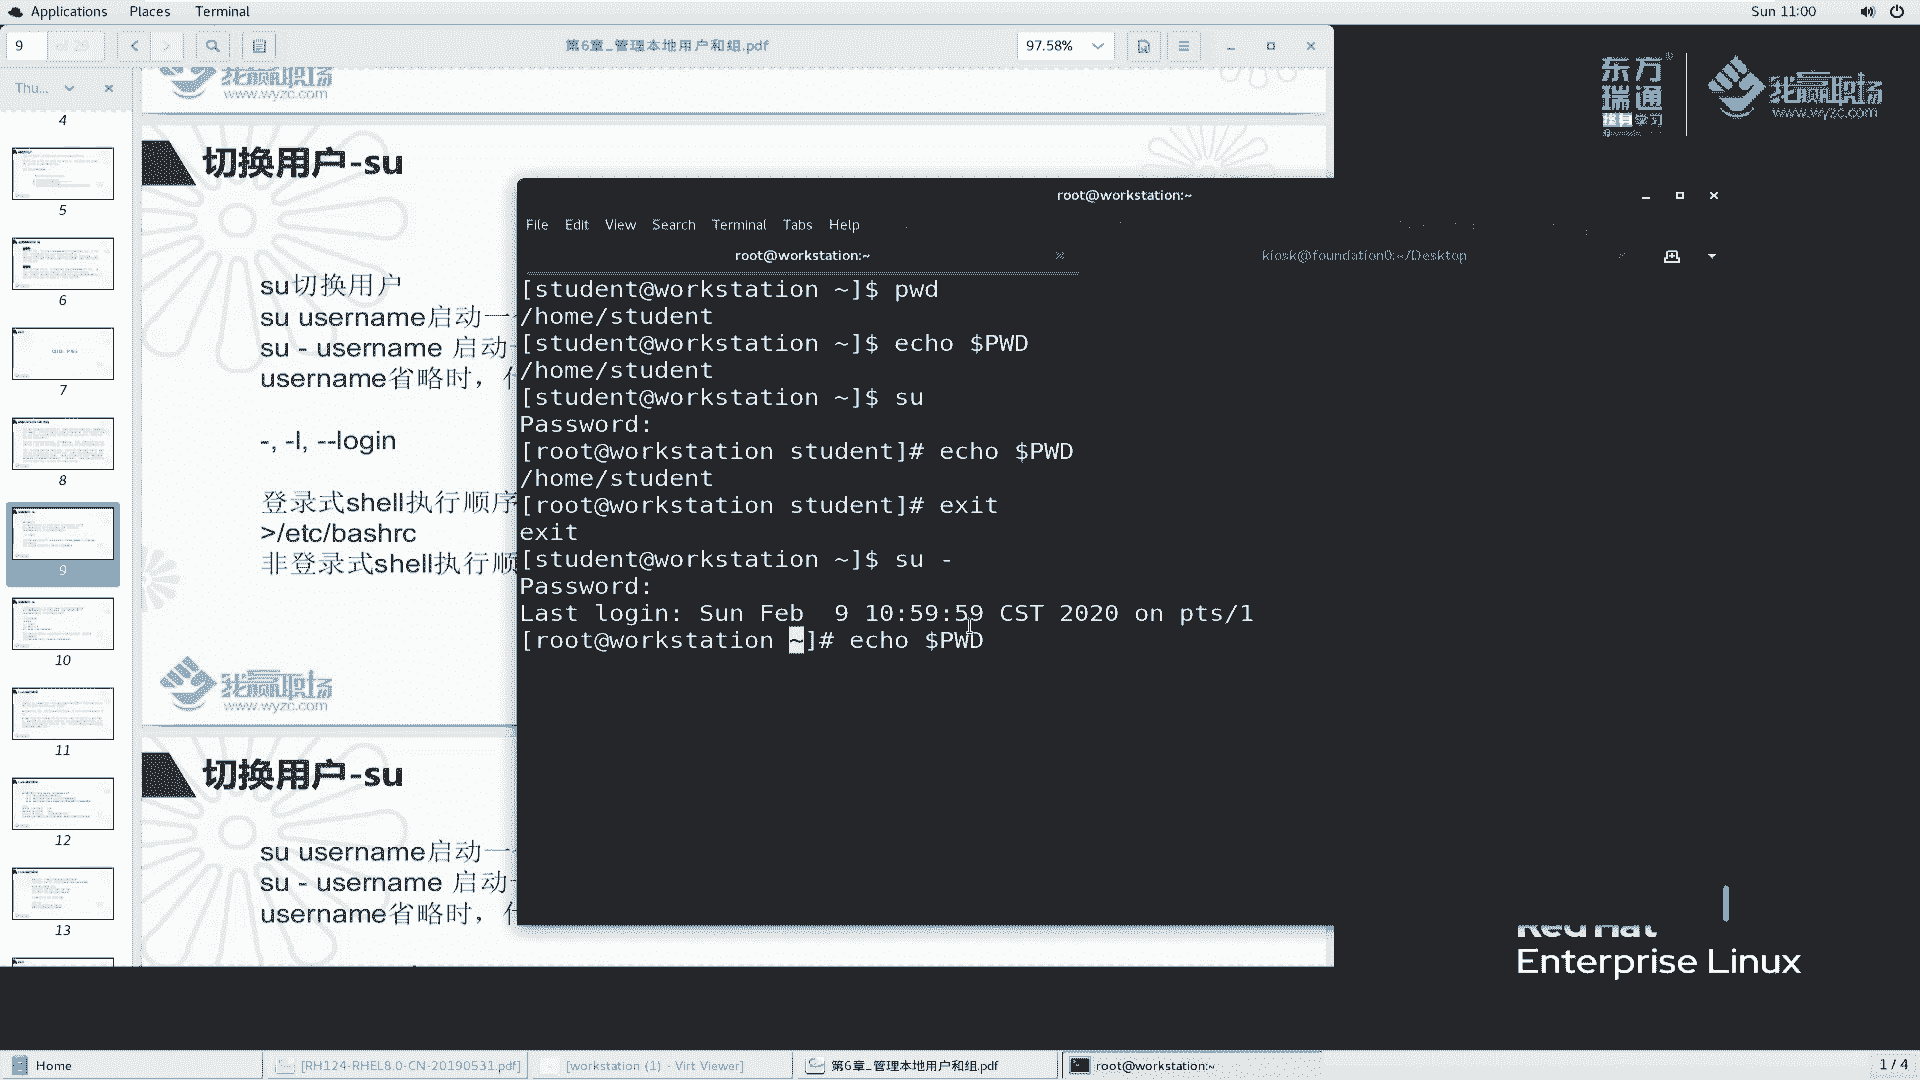 Applications Places Terminal
Sun 11:00
9 of 29
第6章_管理本地用户和组.pdf
97.58%
Thu...
4
5
6
7
8
9
10
11
12
13
我赢职场
www.wyzc.com
切换用户-su
su切换用户
su username启动一
su - username 启动
username省略时，
-, -l, --login
登录式shell执行顺序
>/etc/bashrc
非登录式shell执行顺
我赢职场
www.wyzc.com
切换用户-su
su username启动一
su - username 启动
username省略时，
root@workstation:~
File Edit View Search Terminal Tabs Help
root@workstation:~
kiosk@foundation0:~/Desktop
[student@workstation ~]$ pwd
/home/student
[student@workstation ~]$ echo $PWD
/home/student
[student@workstation ~]$ su
Password:
[root@workstation student]# echo $PWD
/home/student
[root@workstation student]# exit
exit
[student@workstation ~]$ su -
Password:
Last login: Sun Feb  9 10:59:59 CST 2020 on pts/1
[root@workstation ~]# echo $PWD
东方
瑞通
终身学习
我赢职场
www.wyzc.com
Red Hat
Enterprise Linux
Home
[RH124-RHEL8.0-CN-20190531.pdf]
[workstation (1) - Virt Viewer]
第6章_管理本地用户和组.pdf
root@workstation:~
1 / 4